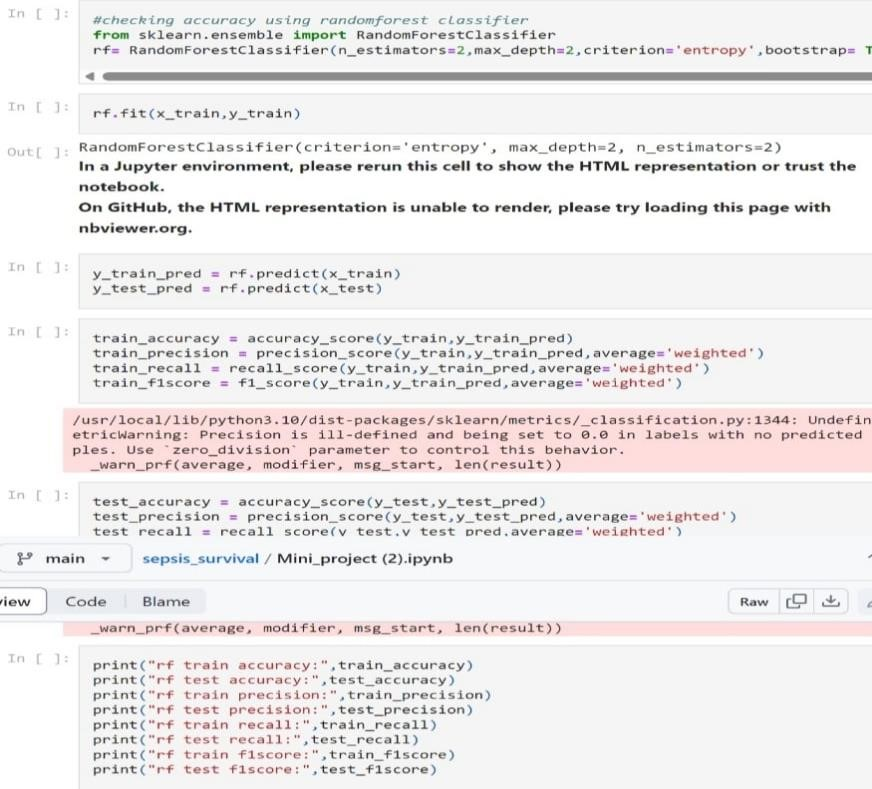 In [ ]:
#checking accuracy using randomforest classifier
from sklearn.ensemble import RandomForestClassifier
rf= RandomForestClassifier(n_estimators=2,max_depth=2,criterion='entropy',bootstrap= T
In [ ]:
rf.fit(x_train,y_train)
Out[ ]:
RandomForestClassifier(criterion='entropy', max_depth=2, n_estimators=2)
In a Jupyter environment, please rerun this cell to show the HTML representation or trust the
notebook.
On GitHub, the HTML representation is unable to render, please try loading this page with
nbviewer.org.
In [ ]:
y_train_pred = rf.predict(x_train)
y_test_pred = rf.predict(x_test)
In [ ]:
train_accuracy = accuracy_score(y_train,y_train_pred)
train_precision = precision_score(y_train,y_train_pred,average='weighted')
train_recall = recall_score(y_train,y_train_pred,average='weighted')
train_f1score = f1_score(y_train,y_train_pred,average='weighted')
/usr/local/lib/python3.10/dist-packages/sklearn/metrics/_classification.py:1344: Undefin
etricWarning: Precision is ill-defined and being set to 0.0 in labels with no predicted
ples. Use `zero_division` parameter to control this behavior.
_warn_prf(average, modifier, msg_start, len(result))
In [ ]:
test_accuracy = accuracy_score(y_test,y_test_pred)
test_precision = precision_score(y_test,y_test_pred,average='weighted')
test_recall = recall_score(y_test,y_test_pred,average='weighted')
main
sepsis_survival / Mini_project (2).ipynb
view Code Blame Raw
_warn_prf(average, modifier, msg_start, len(result))
In [ ]:
print("rf train accuracy:",train_accuracy)
print("rf test accuracy:",test_accuracy)
print("rf train precision:",train_precision)
print("rf test precision:",test_precision)
print("rf train recall:",train_recall)
print("rf test recall:",test_recall)
print("rf train f1score:",train_f1score)
print("rf test f1score:",test_f1score)